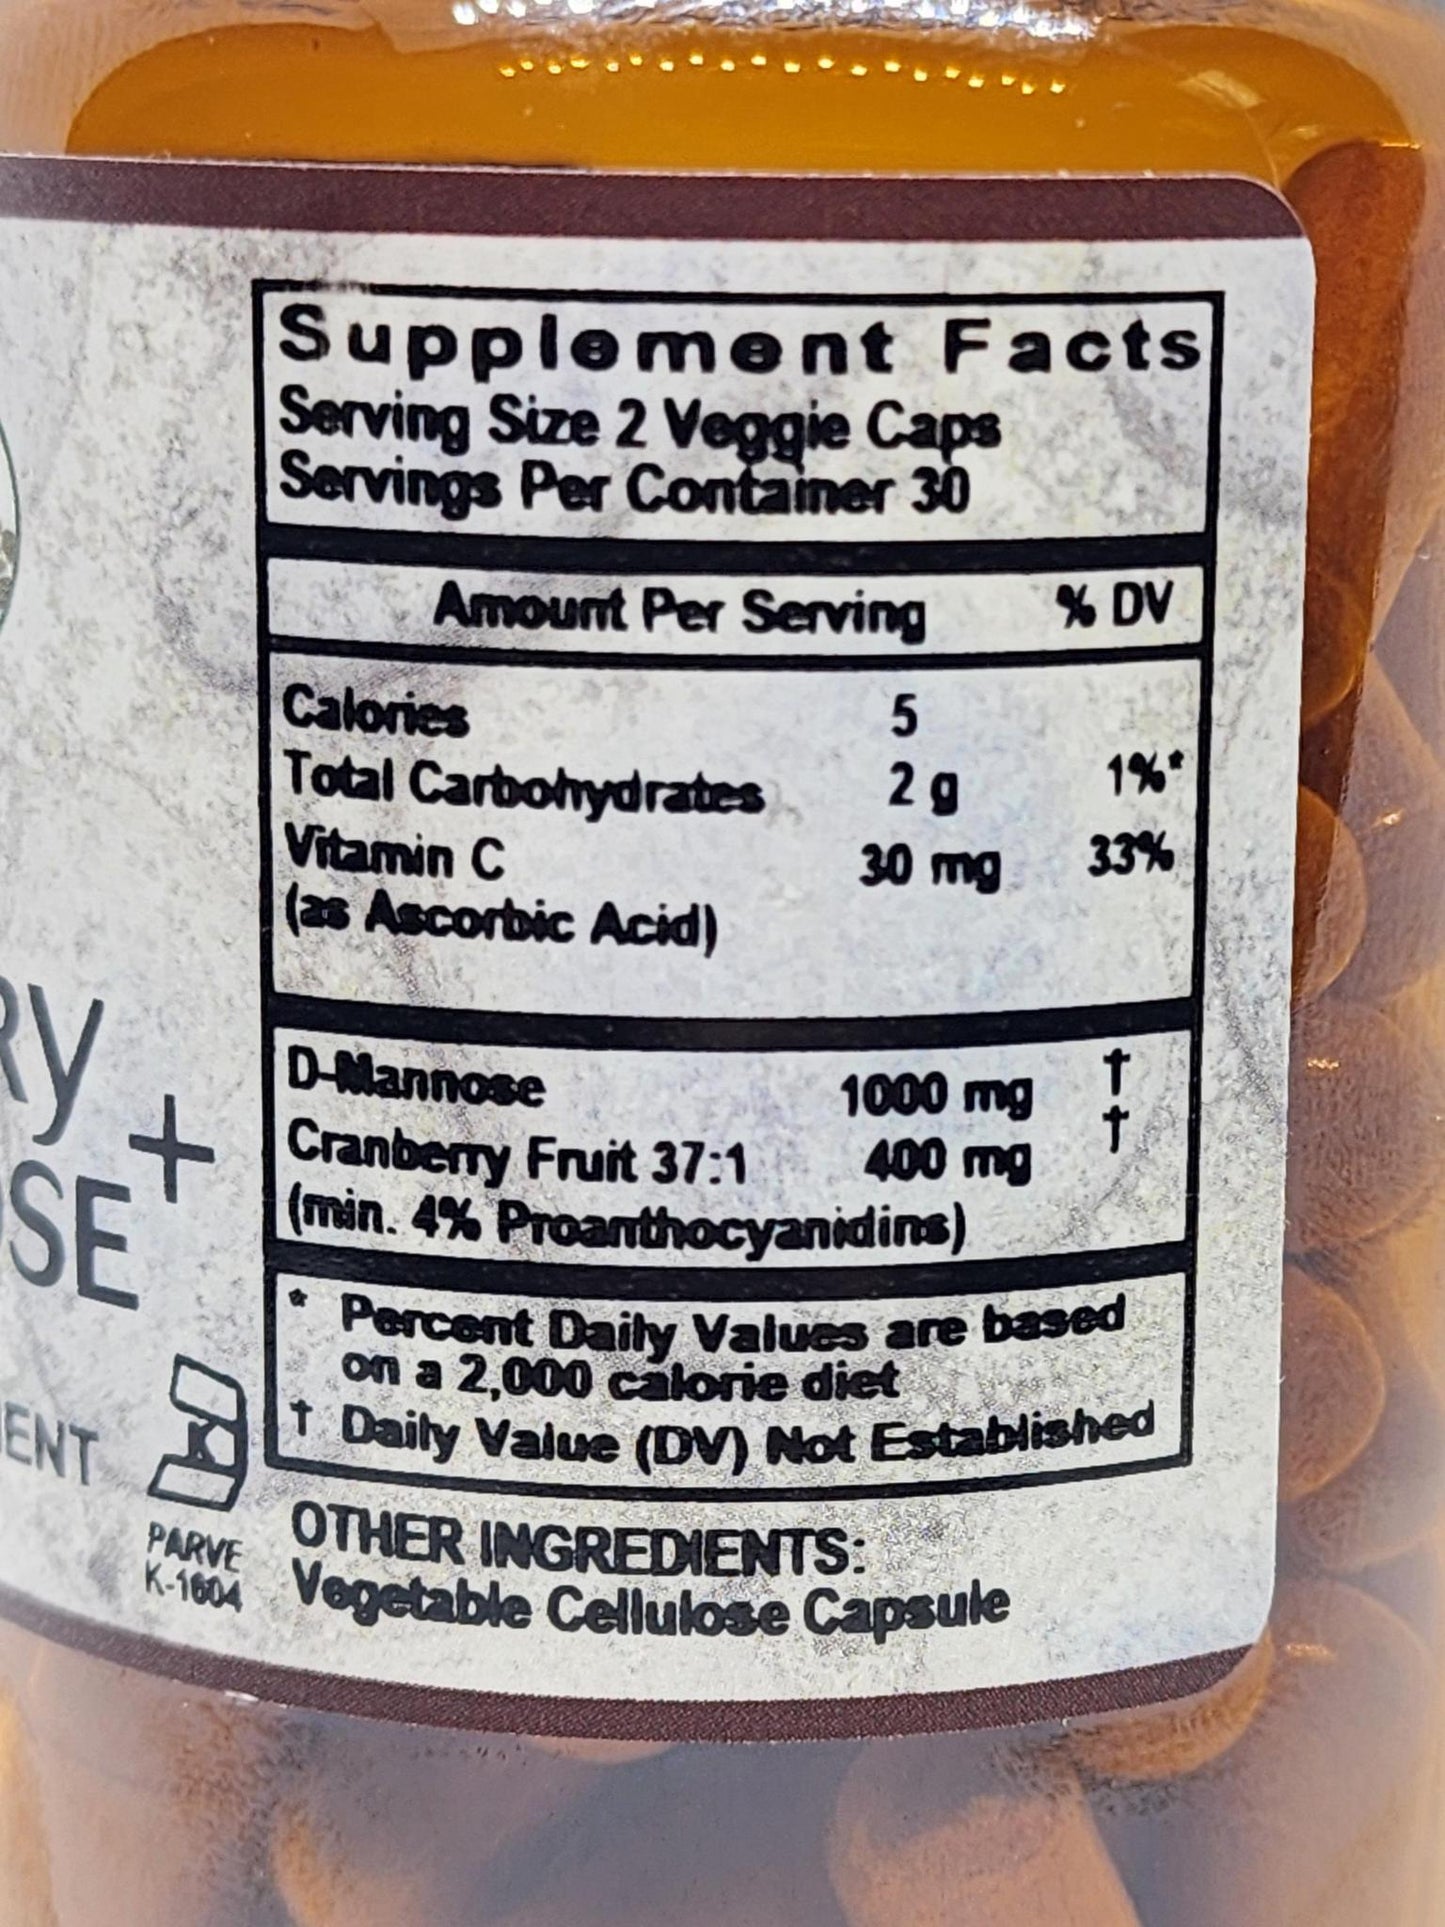 Supplement Facts
Serving Size 2 Veggie Caps
Servings Per Container 30
Amount Per Serving % DV
Calories 5
Total Carbohydrates 2 g 1%*
Vitamin C 30 mg 33%
(as Ascorbic Acid)
D-Mannose 1000 mg †
Cranberry Fruit 37:1 400 mg †
(min. 4% Proanthocyanidins)
* Percent Daily Values are based
on a 2,000 calorie diet
† Daily Value (DV) Not Established
OTHER INGREDIENTS:
Vegetable Cellulose Capsule
RY
OSE+
ENT
K
PARVE
K-1604